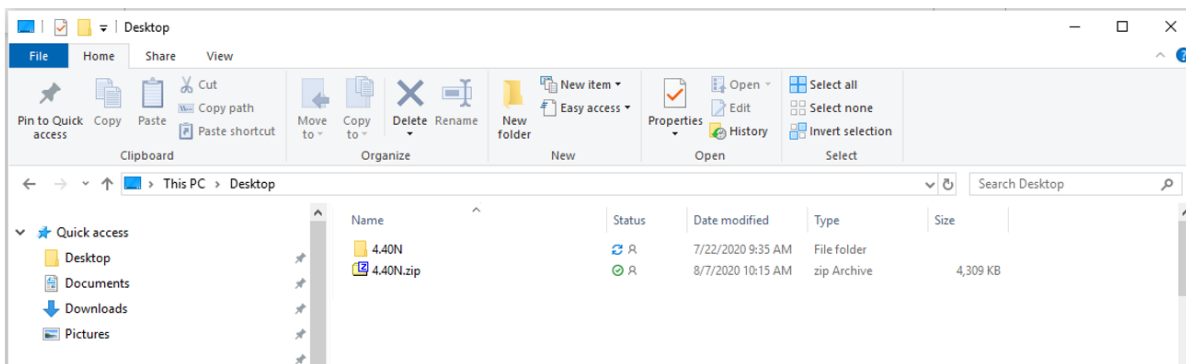 Desktop
File Home Share View
Pin to Quick access
Copy
Paste
Cut
Copy path
Paste shortcut
Clipboard
Move to
Copy to
Delete
Rename
Organize
New folder
New item
Easy access
New
Properties
Open
Edit
History
Open
Select all
Select none
Invert selection
Select
This PC > Desktop
Search Desktop
Quick access
Desktop
Documents
Downloads
Pictures
Name Status Date modified Type Size
4.40N 7/22/2020 9:35 AM File folder
4.40N.zip 8/7/2020 10:15 AM zip Archive 4,309 KB